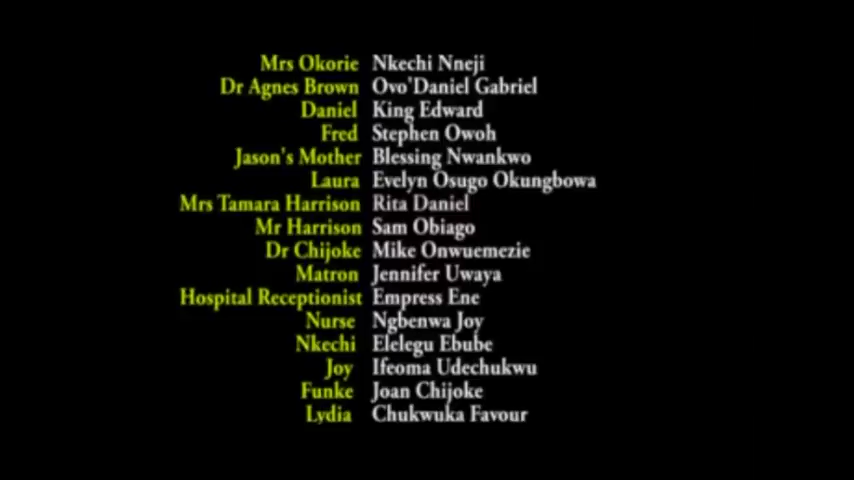 Mrs Okorie Nkechi Nneji
Dr Agnes Brown Ovo'Daniel Gabriel
Daniel King Edward
Fred Stephen Owoh
Jason's Mother Blessing Nwankwo
Laura Evelyn Osugo Okungbowa
Mrs Tamara Harrison Rita Daniel
Mr Harrison Sam Obiago
Dr Chijoke Mike Onwuemezie
Matron Jennifer Uwaya
Hospital Receptionist Empress Ene
Nurse Ngbenwa Joy
Nkechi Elelegu Ebube
Joy Ifeoma Udechukwu
Funke Joan Chijoke
Lydia Chukwuka Favour